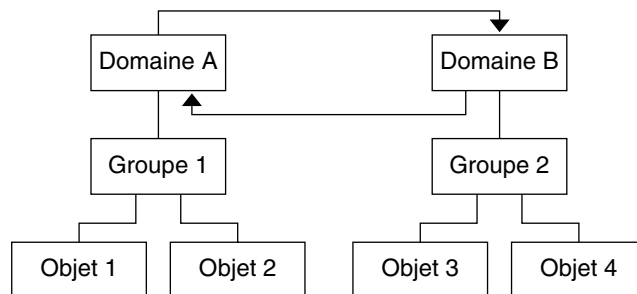 Domaine A
Domaine B
Groupe 1
Groupe 2
Objet 1
Objet 2
Objet 3
Objet 4